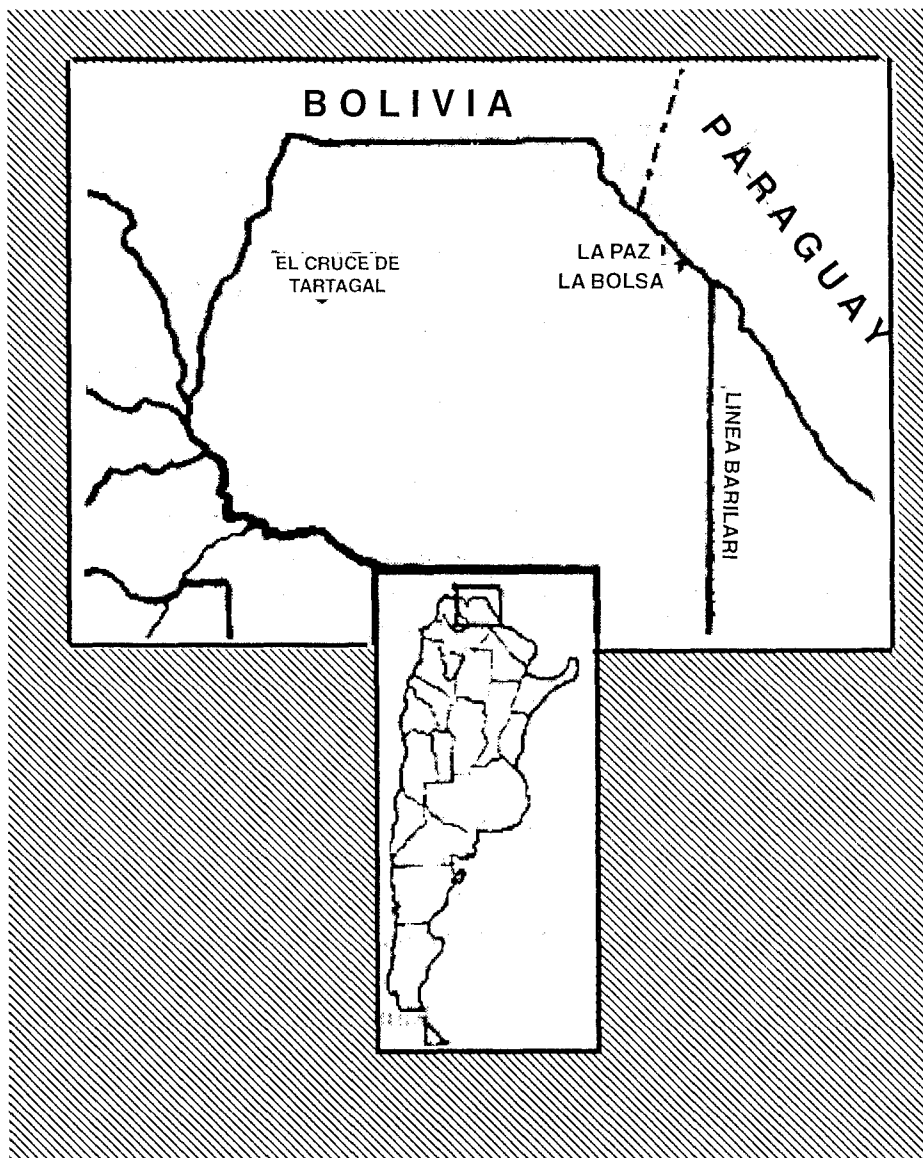 BOLIVIA
PARAGUAY
EL CRUCE DE
TARTAGAL
LA PAZ
LA BOLSA
LINEA BARILARI